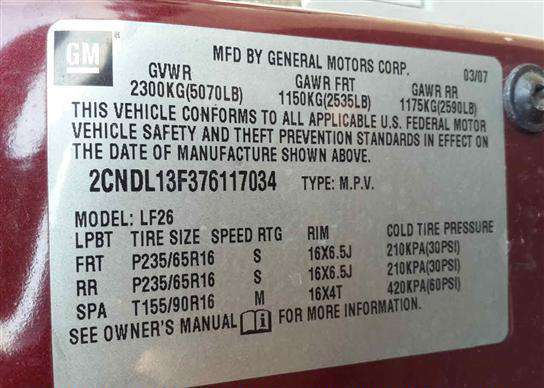 GM
MFD BY GENERAL MOTORS CORP. 03/07
GVWR GAWR FRT GAWR RR
2300KG(5070LB) 1150KG(2535LB) 1175KG(2590LB)
THIS VEHICLE CONFORMS TO ALL APPLICABLE U.S. FEDERAL MOTOR
VEHICLE SAFETY AND THEFT PREVENTION STANDARDS IN EFFECT ON
THE DATE OF MANUFACTURE SHOWN ABOVE.
2CNDL13F376117034 TYPE: M.P.V.
MODEL: LF26
LPBT TIRE SIZE SPEED RTG RIM COLD TIRE PRESSURE
FRT P235/65R16 S 16X6.5J 210KPA(30PSI)
RR P235/65R16 S 16X6.5J 210KPA(30PSI)
SPA T155/90R16 M 16X4T 420KPA(60PSI)
SEE OWNER'S MANUAL FOR MORE INFORMATION.